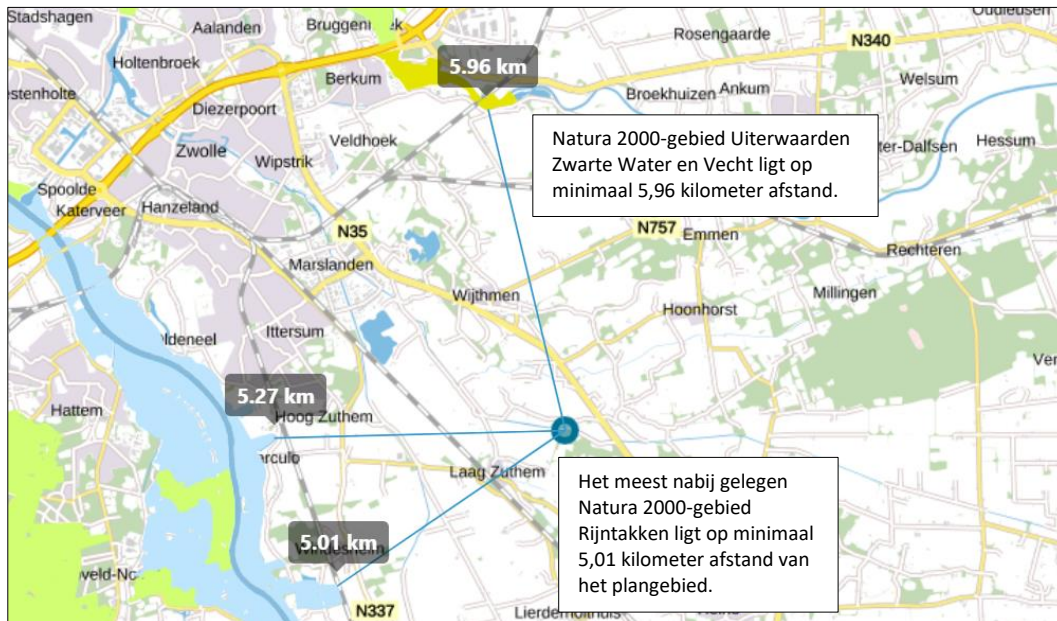 Stadshagen
Aalanden
Oudleusen
Rosengaarde
N340
Holtenbroek
5.96 km
Berkum
Welsum
Broekhuizen
Ankum
Diezerpoort
Veldhoek
Zwolle
Wipstrik
Hessum
Natura 2000-gebied Uiterwaarden
Zwarte Water en Vecht ligt op
minimaal 5,96 kilometer afstand.
Spoolde
Katerveer
Hanzeland
N35
N757
Emmen
Rechteren
Marslanden
Wijthmen
Millingen
Hoonhorst
Ittersum
5.27 km
Hattem
Hoog Zuthem
Laag Zuthem
Het meest nabij gelegen
Natura 2000-gebied
Rijntakken ligt op minimaal
5,01 kilometer afstand van
het plangebied.
5.01 km
Windesheim
N337